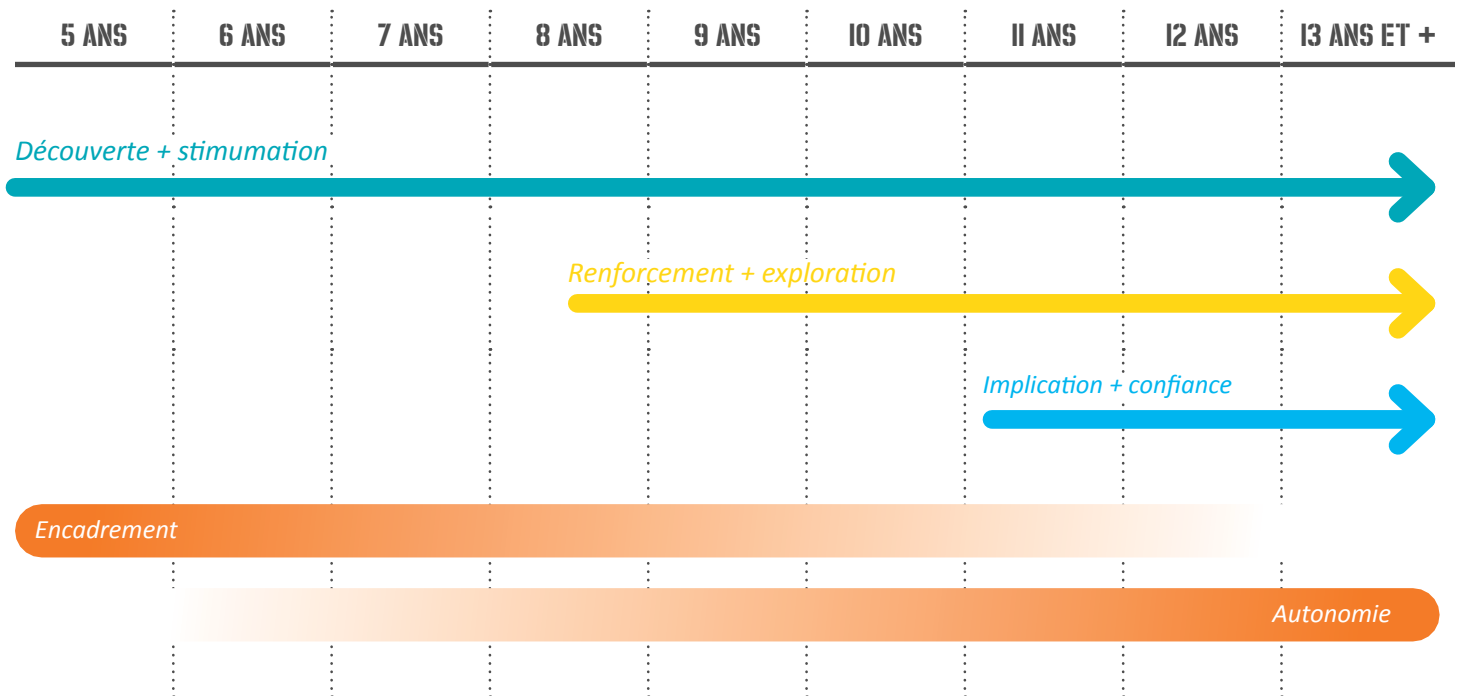 5 ANS 6 ANS 7 ANS 8 ANS 9 ANS 10 ANS 11 ANS 12 ANS 13 ANS ET +
Découverte + stimumation
Renforcement + exploration
Implication + confiance
Encadrement
Autonomie